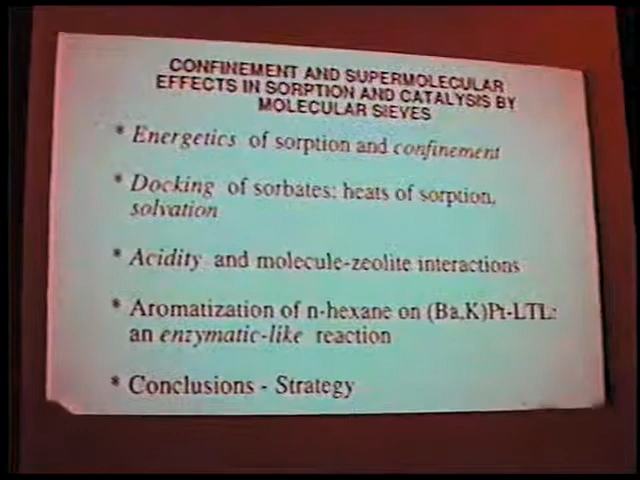 CONFINEMENT AND SUPERMOLECULAR
EFFECTS IN SORPTION AND CATALYSIS BY
MOLECULAR SIEVES
* Energetics of sorption and confinement
* Docking of sorbates: heats of sorption,
solvation
* Acidity and molecule-zeolite interactions
* Aromatization of n-hexane on (Ba,K)Pt-LTL:
an enzymatic-like reaction
* Conclusions - Strategy